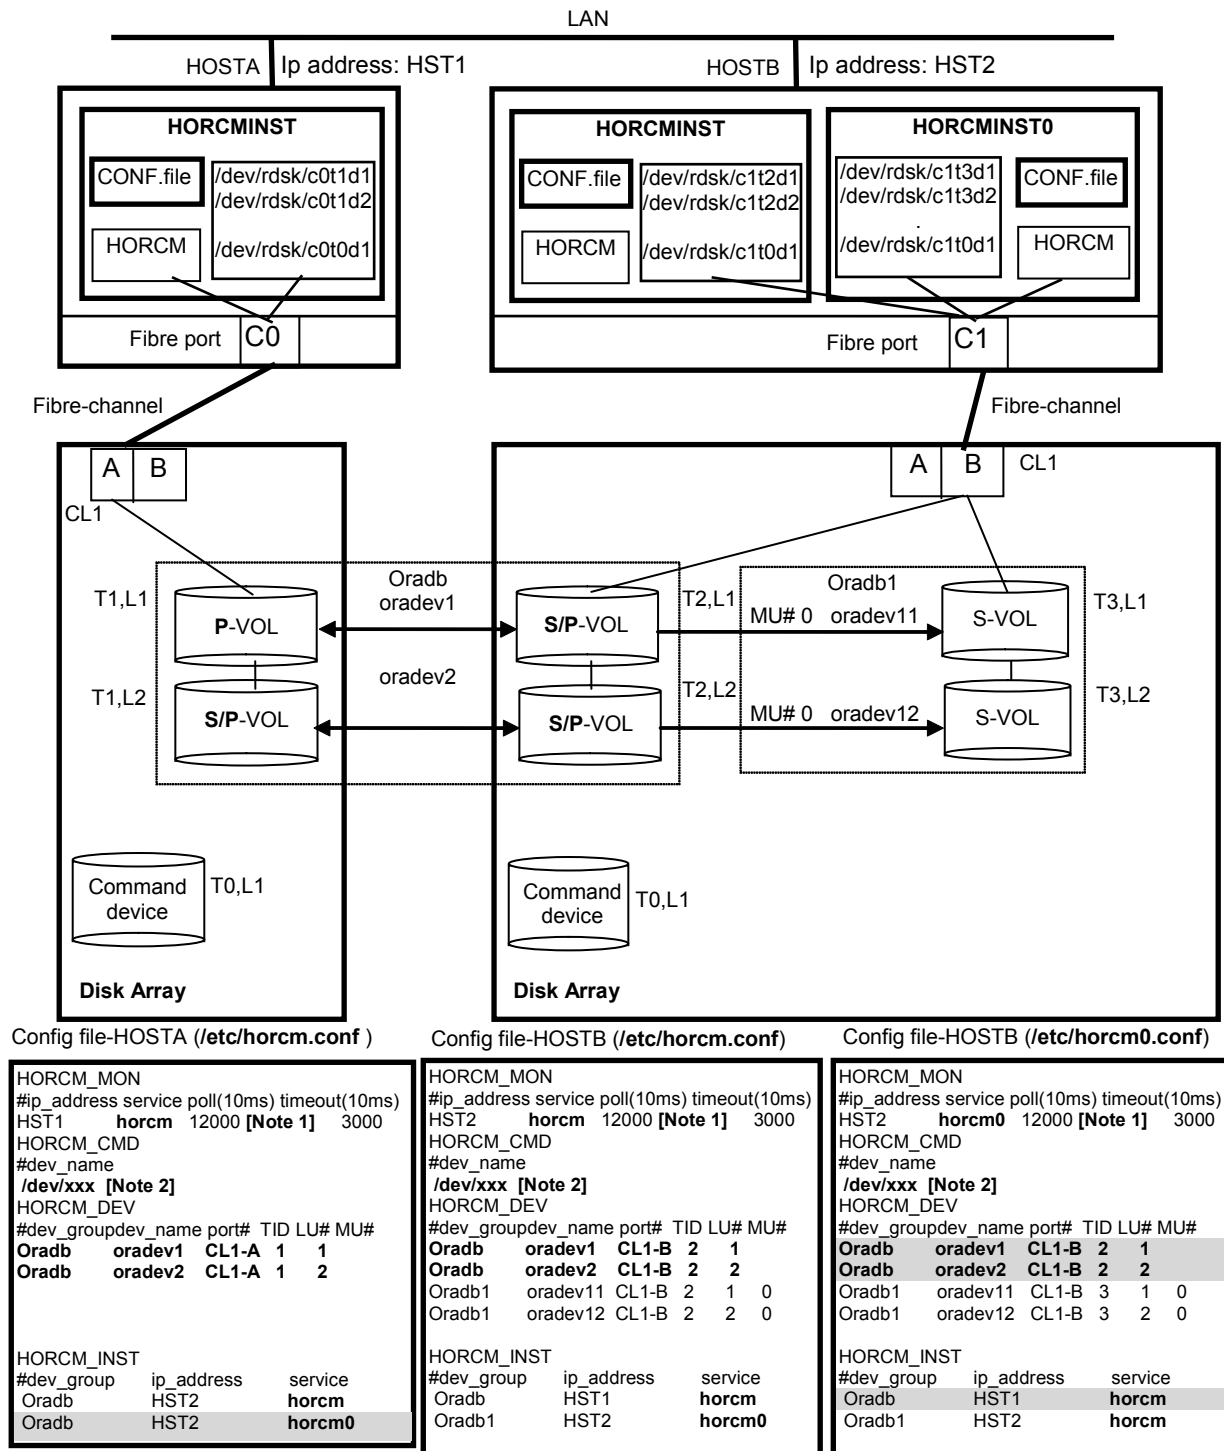 LAN
HOSTA
Ip address: HST1
HOSTB
Ip address: HST2
HORCMINST
CONF.file
/dev/rdsk/c0t1d1
/dev/rdsk/c0t1d2
HORCM
/dev/rdsk/c0t0d1
Fibre port
C0
HORCMINST
CONF.file
/dev/rdsk/c1t2d1
/dev/rdsk/c1t2d2
HORCM
/dev/rdsk/c1t0d1
HORCMINST0
/dev/rdsk/c1t3d1
/dev/rdsk/c1t3d2
.
/dev/rdsk/c1t0d1
CONF.file
HORCM
Fibre port
C1
Fibre-channel
Fibre-channel
A B
CL1
A B
CL1
Oradb
oradev1
T1,L1
P-VOL
S/P-VOL
T2,L1
Oradb1
MU# 0 oradev11
S-VOL
T3,L1
oradev2
T1,L2
S/P-VOL
S/P-VOL
T2,L2
MU# 0 oradev12
S-VOL
T3,L2
Command
device
T0,L1
Command
device
T0,L1
Disk Array
Disk Array
Config file-HOSTA (/etc/horcm.conf )
HORCM_MON
#ip_address service poll(10ms) timeout(10ms)
HST1 horcm 12000 [Note 1] 3000
HORCM_CMD
#dev_name
/dev/xxx [Note 2]
HORCM_DEV
#dev_groupdev_name port# TID LU# MU#
Oradb oradev1 CL1-A 1 1
Oradb oradev2 CL1-A 1 2
HORCM_INST
#dev_group ip_address service
Oradb HST2 horcm
Oradb HST2 horcm0
Config file-HOSTB (/etc/horcm.conf)
HORCM_MON
#ip_address service poll(10ms) timeout(10ms)
HST2 horcm 12000 [Note 1] 3000
HORCM_CMD
#dev_name
/dev/xxx [Note 2]
HORCM_DEV
#dev_groupdev_name port# TID LU# MU#
Oradb oradev1 CL1-B 2 1
Oradb oradev2 CL1-B 2 2
Oradb1 oradev11 CL1-B 2 1 0
Oradb1 oradev12 CL1-B 2 2 0
HORCM_INST
#dev_group ip_address service
Oradb HST1 horcm
Oradb1 HST2 horcm0
Config file-HOSTB (/etc/horcm0.conf)
HORCM_MON
#ip_address service poll(10ms) timeout(10ms)
HST2 horcm0 12000 [Note 1] 3000
HORCM_CMD
#dev_name
/dev/xxx [Note 2]
HORCM_DEV
#dev_groupdev_name port# TID LU# MU#
Oradb oradev1 CL1-B 2 1
Oradb oradev2 CL1-B 2 2
Oradb1 oradev11 CL1-B 3 1 0
Oradb1 oradev12 CL1-B 3 2 0
HORCM_INST
#dev_group ip_address service
Oradb HST1 horcm
Oradb1 HST2 horcm